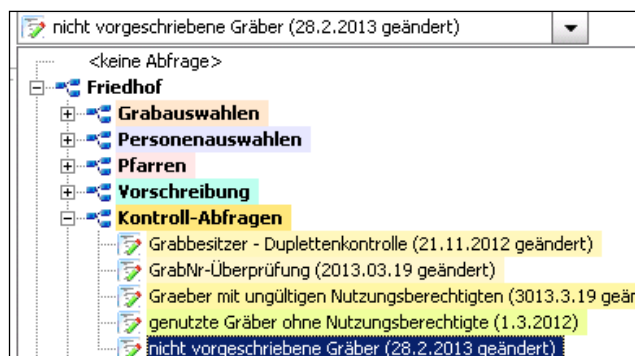 nicht vorgeschriebene Gräber (28.2.2013 geändert)
<keine Abfrage>
Friedhof
Grabauswahlen
Personenauswahlen
Pfarren
Vorschreibung
Kontroll-Abfragen
Grabbesitzer - Duplettenkontrolle (21.11.2012 geändert)
GrabNr-Überprüfung (2013.03.19 geändert)
Graeber mit ungültigen Nutzungsberechtigten (3013.3.19 geär
genutzte Gräber ohne Nutzungsberechtigte (1.3.2012)
nicht vorgeschriebene Gräber (28.2.2013 geändert)